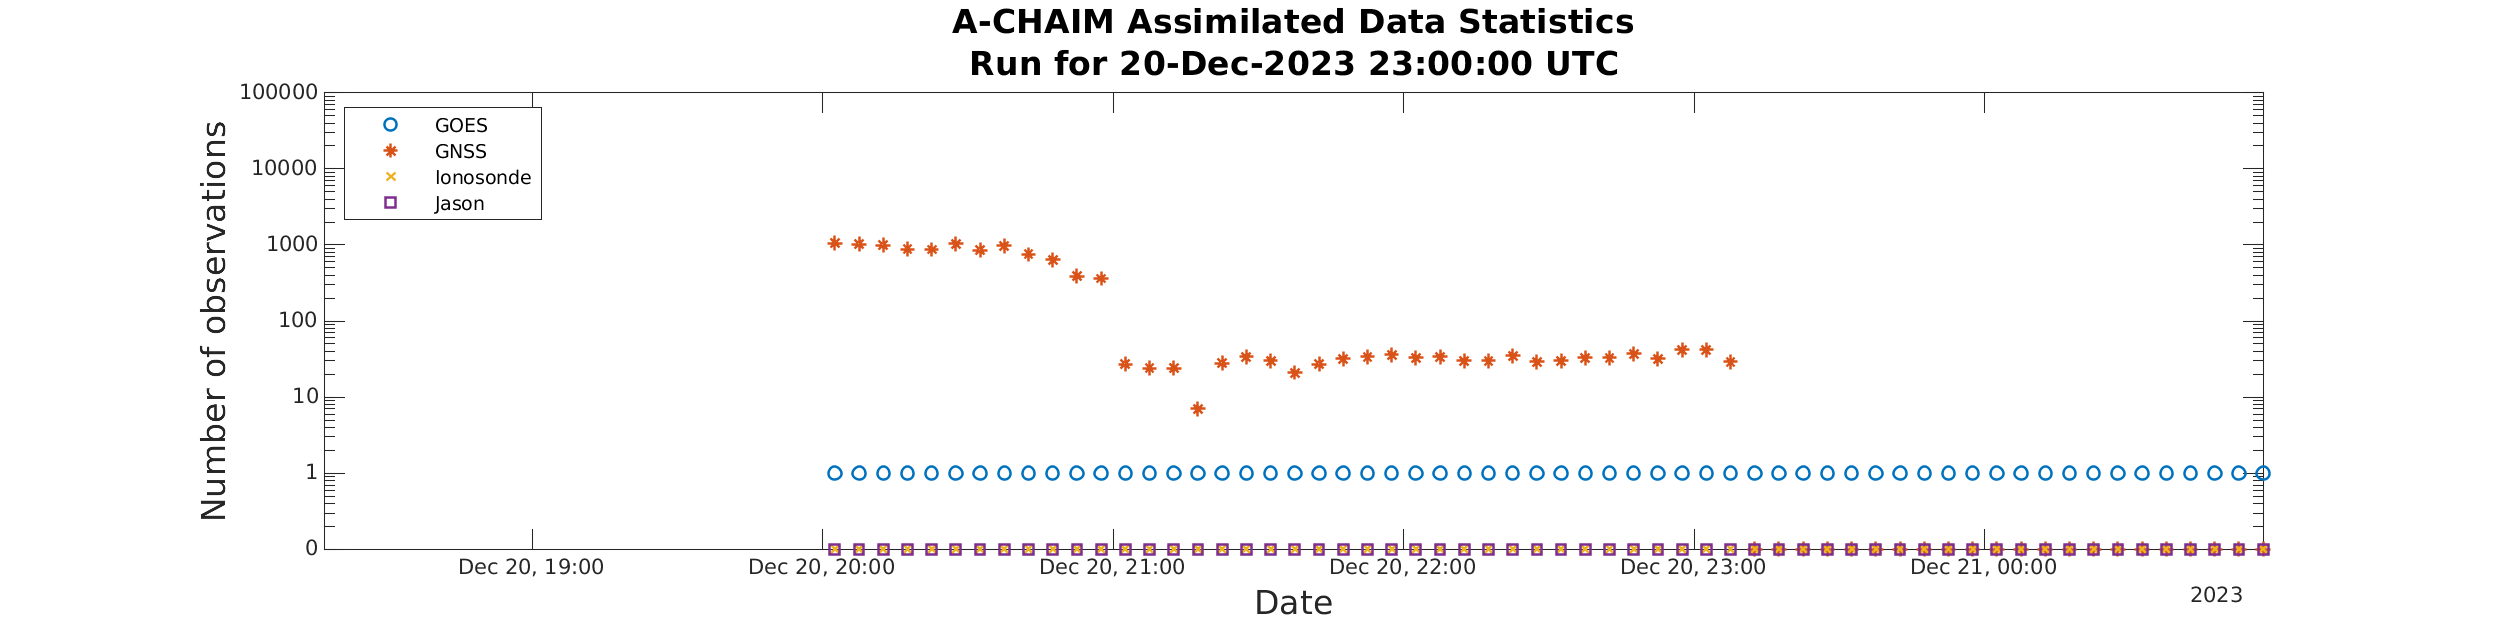 A-CHAIM Assimilated Data Statistics
Run for 20-Dec-2023 23:00:00 UTC
Number of observations
100000
10000
1000
100
10
1
0
GOES
GNSS
Ionosonde
Jason
Dec 20, 19:00
Dec 20, 20:00
Dec 20, 21:00
Dec 20, 22:00
Dec 20, 23:00
Dec 21, 00:00
2023
Date